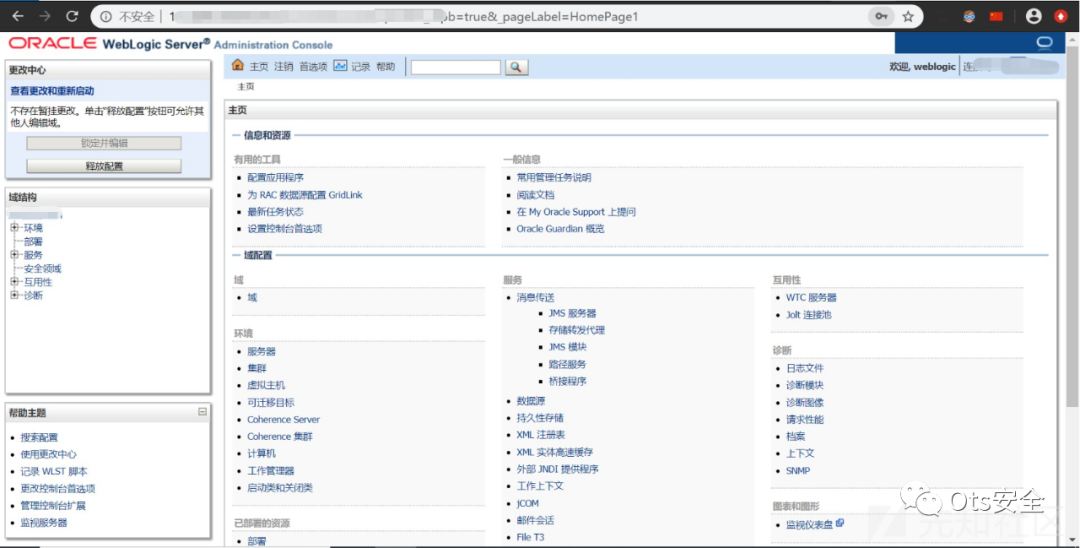 不安全
pb=true&_pageLabel=HomePage1
ORACLE WebLogic Server® Administration Console
更改中心
查看更改和重新启动
不存在暂挂更改。单击"释放配置"按钮可允许其
他人编辑域。
锁定并编辑
释放配置
域结构
环境
部署
服务
安全领域
互用性
诊断
帮助主题
搜索配置
使用更改中心
记录 WLST 脚本
更改控制台首选项
管理控制台扩展
监视服务器
主页 注销 首选项 记录 帮助
欢迎, weblogic
主页
主页
信息和资源
有用的工具
配置应用程序
为 RAC 数据源配置 GridLink
最新任务状态
设置控制台首选项
一般信息
常用管理任务说明
阅读文档
在 My Oracle Support 上提问
Oracle Guardian 概览
域配置
域
域
环境
服务器
集群
虚拟主机
可迁移目标
Coherence Server
Coherence 集群
计算机
工作管理器
启动类和关闭类
已部署的资源
部署
服务
消息传送
JMS 服务器
存储转发代理
JMS 模块
路径服务
桥接程序
数据源
持久性存储
XML 注册表
XML 实体高速缓存
外部 JNDI 提供程序
工作上下文
jCOM
邮件会话
File T3
互用性
WTC 服务器
Jolt 连接池
诊断
日志文件
诊断模块
诊断图像
请求性能
档案
上下文
SNMP
图表和图形
监视仪表盘
Ots安全
先知社区